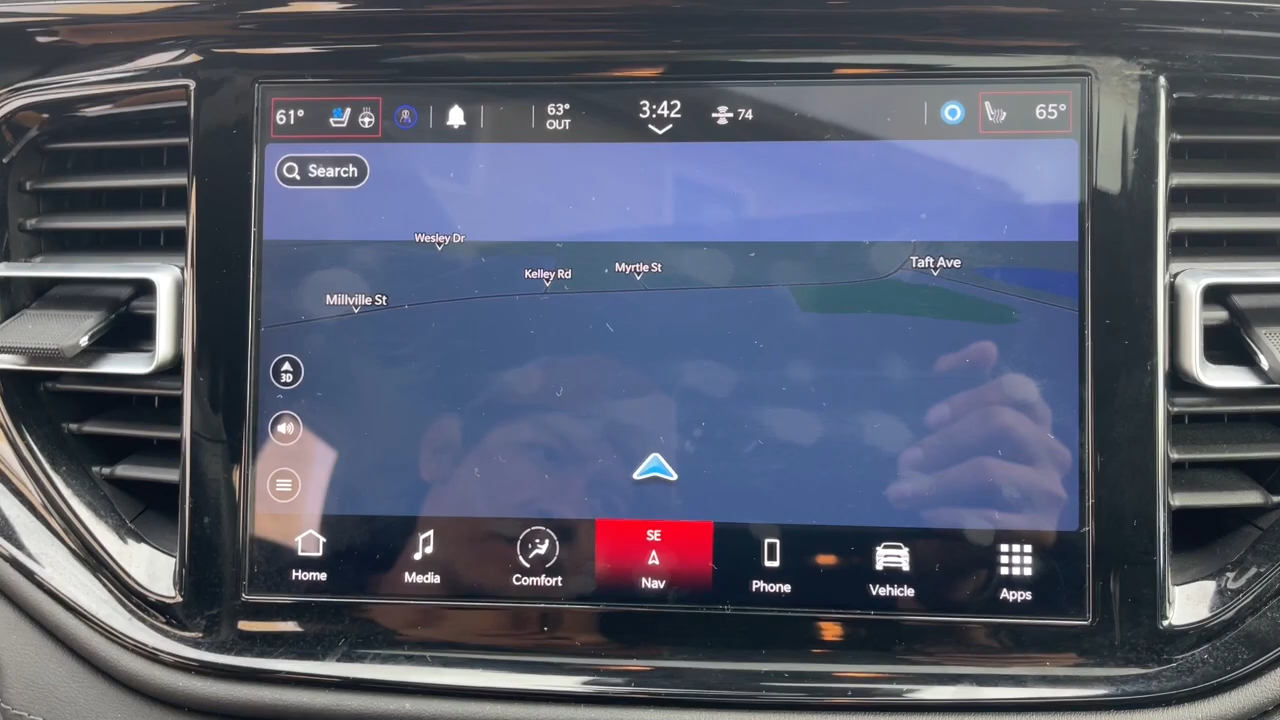 61°
63°
OUT
3:42
74
65°
Search
Wesley Dr
Kelley Rd
Myrtle St
Taft Ave
Millville St
3D
SE
Home
Media
Comfort
Nav
Phone
Vehicle
Apps